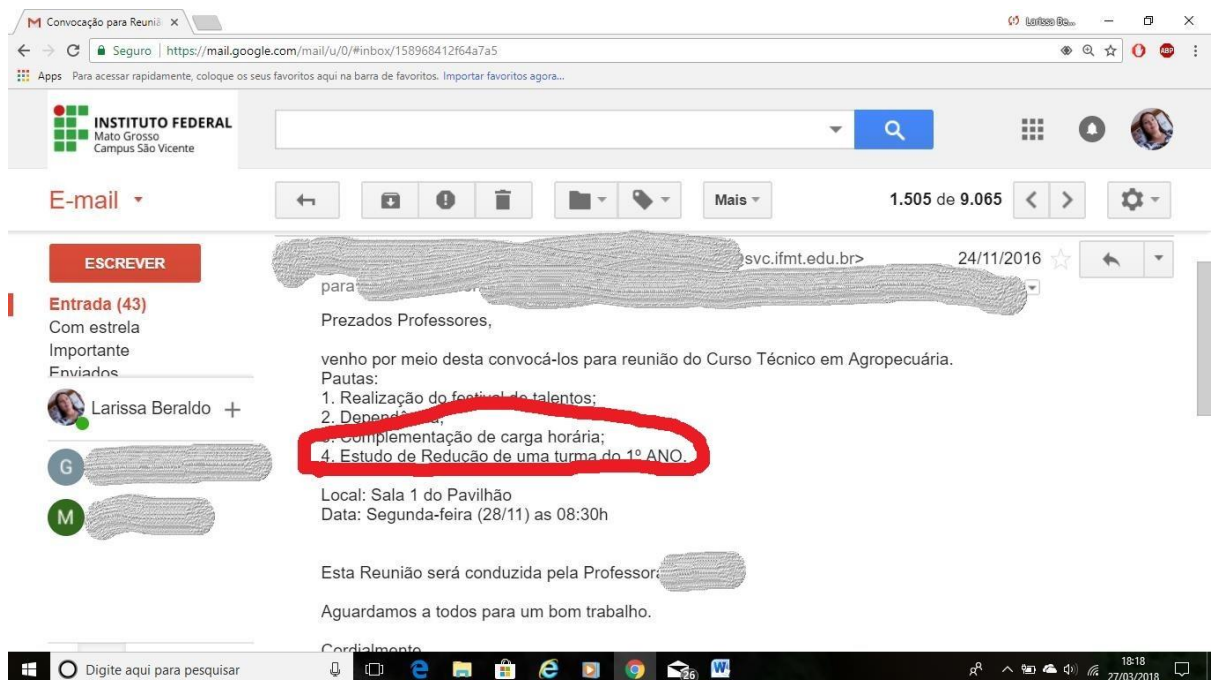 Convocação para Reuniã
Larissa Be...
Seguro | https://mail.google.com/mail/u/0/#inbox/158968412f64a7a5
ABP
Apps Para acessar rapidamente, coloque os seus favoritos aqui na barra de favoritos. Importar favoritos agora...
INSTITUTO FEDERAL
Mato Grosso
Campus São Vicente
E-mail
Mais
1.505 de 9.065
ESCREVER
svc.ifmt.edu.br>
24/11/2016
para
Entrada (43)
Com estrela
Importante
Enviados
Larissa Beraldo +
G
M
Prezados Professores,
venho por meio desta convocá-los para reunião do Curso Técnico em Agropecuária.
Pautas:
1. Realização do festival de talentos;
2. Dependência;
3. Complementação de carga horária;
4. Estudo de Redução de uma turma do 1º ANO.
Local: Sala 1 do Pavilhão
Data: Segunda-feira (28/11) as 08:30h
Esta Reunião será conduzida pela Professora
Aguardamos a todos para um bom trabalho.
Cordialmente
Digite aqui para pesquisar
26
18:18
27/03/2018